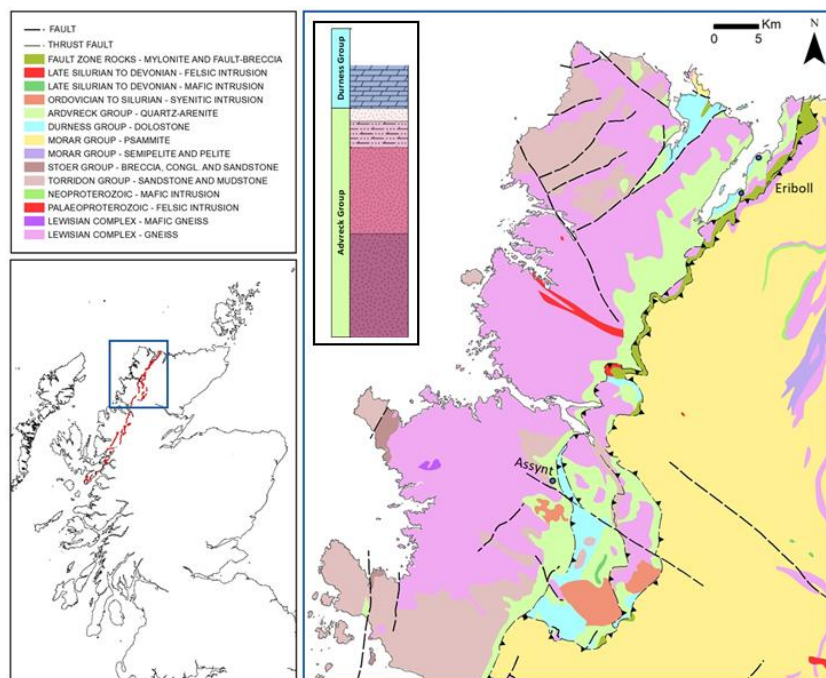 FAULT
THRUST FAULT
FAULT ZONE ROCKS - MYLONITE AND FAULT-BRECCIA
LATE SILURIAN TO DEVONIAN - FELSIC INTRUSION
LATE SILURIAN TO DEVONIAN - MAFIC INTRUSION
ORDOVICIAN TO SILURIAN - SYENITIC INTRUSION
ARDVRECK GROUP - QUARTZ-ARENITE
DURNESS GROUP - DOLOSTONE
MORAR GROUP - PSAMMITE
MORAR GROUP - SEMIPELITE AND PELITE
STOER GROUP - BRECCIA, CONGL. AND SANDSTONE
TORRIDON GROUP - SANDSTONE AND MUDSTONE
NEOPROTEROZOIC - MAFIC INTRUSION
PALAEOPROTEROZOIC - FELSIC INTRUSION
LEWISIAN COMPLEX - MAFIC GNEISS
LEWISIAN COMPLEX - GNEISS
Durness Group
Advreck Group
Km
0 5
N
Eriboll
Assynt